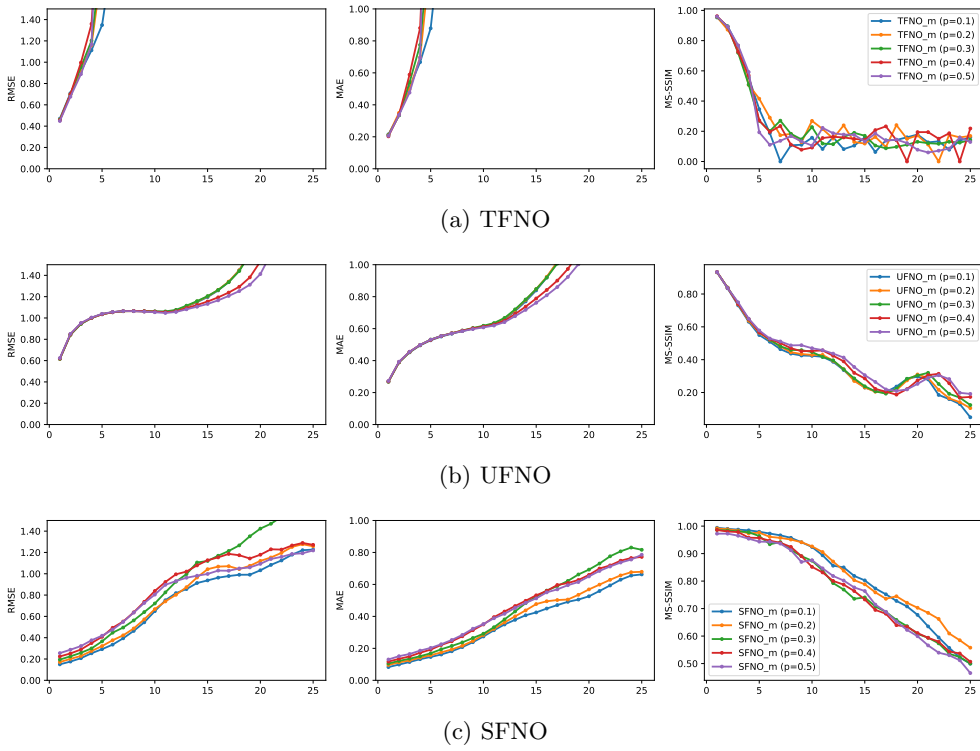 RMSE
1.40
1.20
1.00
0.80
0.60
0.40
0.20
0.00
0 5 10 15 20 25
MAE
1.00
0.80
0.60
0.40
0.20
0.00
0 5 10 15 20 25
MS-SSIM
1.00
0.80
0.60
0.40
0.20
0.00
0 5 10 15 20 25
TFNO_m (p=0.1)
TFNO_m (p=0.2)
TFNO_m (p=0.3)
TFNO_m (p=0.4)
TFNO_m (p=0.5)
(a) TFNO
RMSE
1.40
1.20
1.00
0.80
0.60
0.40
0.20
0.00
0 5 10 15 20 25
MAE
1.00
0.80
0.60
0.40
0.20
0.00
0 5 10 15 20 25
MS-SSIM
0.80
0.60
0.40
0.20
0.00
0 5 10 15 20 25
UFNO_m (p=0.1)
UFNO_m (p=0.2)
UFNO_m (p=0.3)
UFNO_m (p=0.4)
UFNO_m (p=0.5)
(b) UFNO
RMSE
1.40
1.20
1.00
0.80
0.60
0.40
0.20
0.00
0 5 10 15 20 25
MAE
1.00
0.80
0.60
0.40
0.20
0.00
0 5 10 15 20 25
MS-SSIM
1.00
0.90
0.80
0.70
0.60
0.50
0 5 10 15 20 25
SFNO_m (p=0.1)
SFNO_m (p=0.2)
SFNO_m (p=0.3)
SFNO_m (p=0.4)
SFNO_m (p=0.5)
(c) SFNO